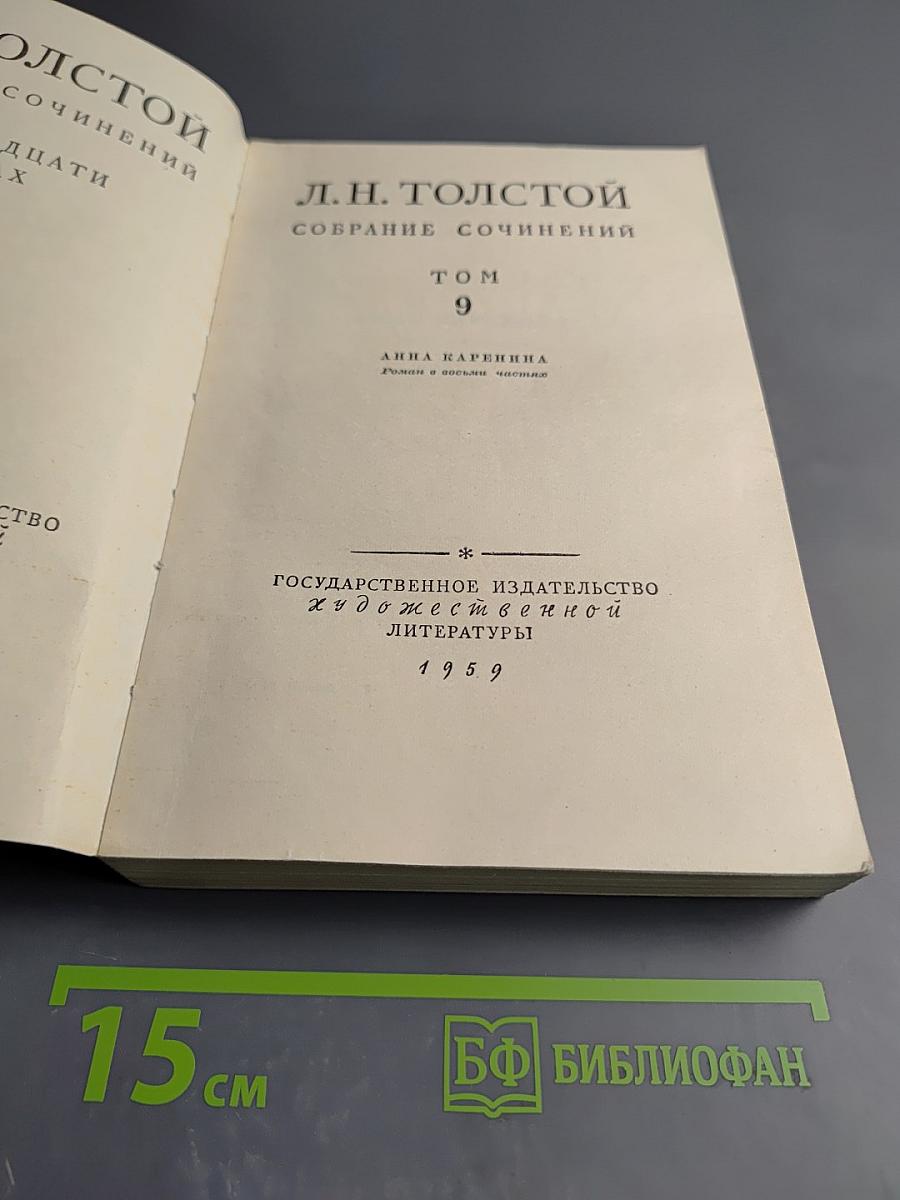 ОЛСТОЙ
СОЧИНЕНИЙ
ДЦАТИ
АХ
СТВО
Й
Л. Н. ТОЛСТОЙ
СОБРАНИЕ СОЧИНЕНИЙ
ТОМ
9
АННА КАРЕНИНА
Роман в восьми частях
ГОСУДАРСТВЕННОЕ ИЗДАТЕЛЬСТВО
художественной
ЛИТЕРАТУРЫ
1959
15 см
БФ БИБЛИОФАН